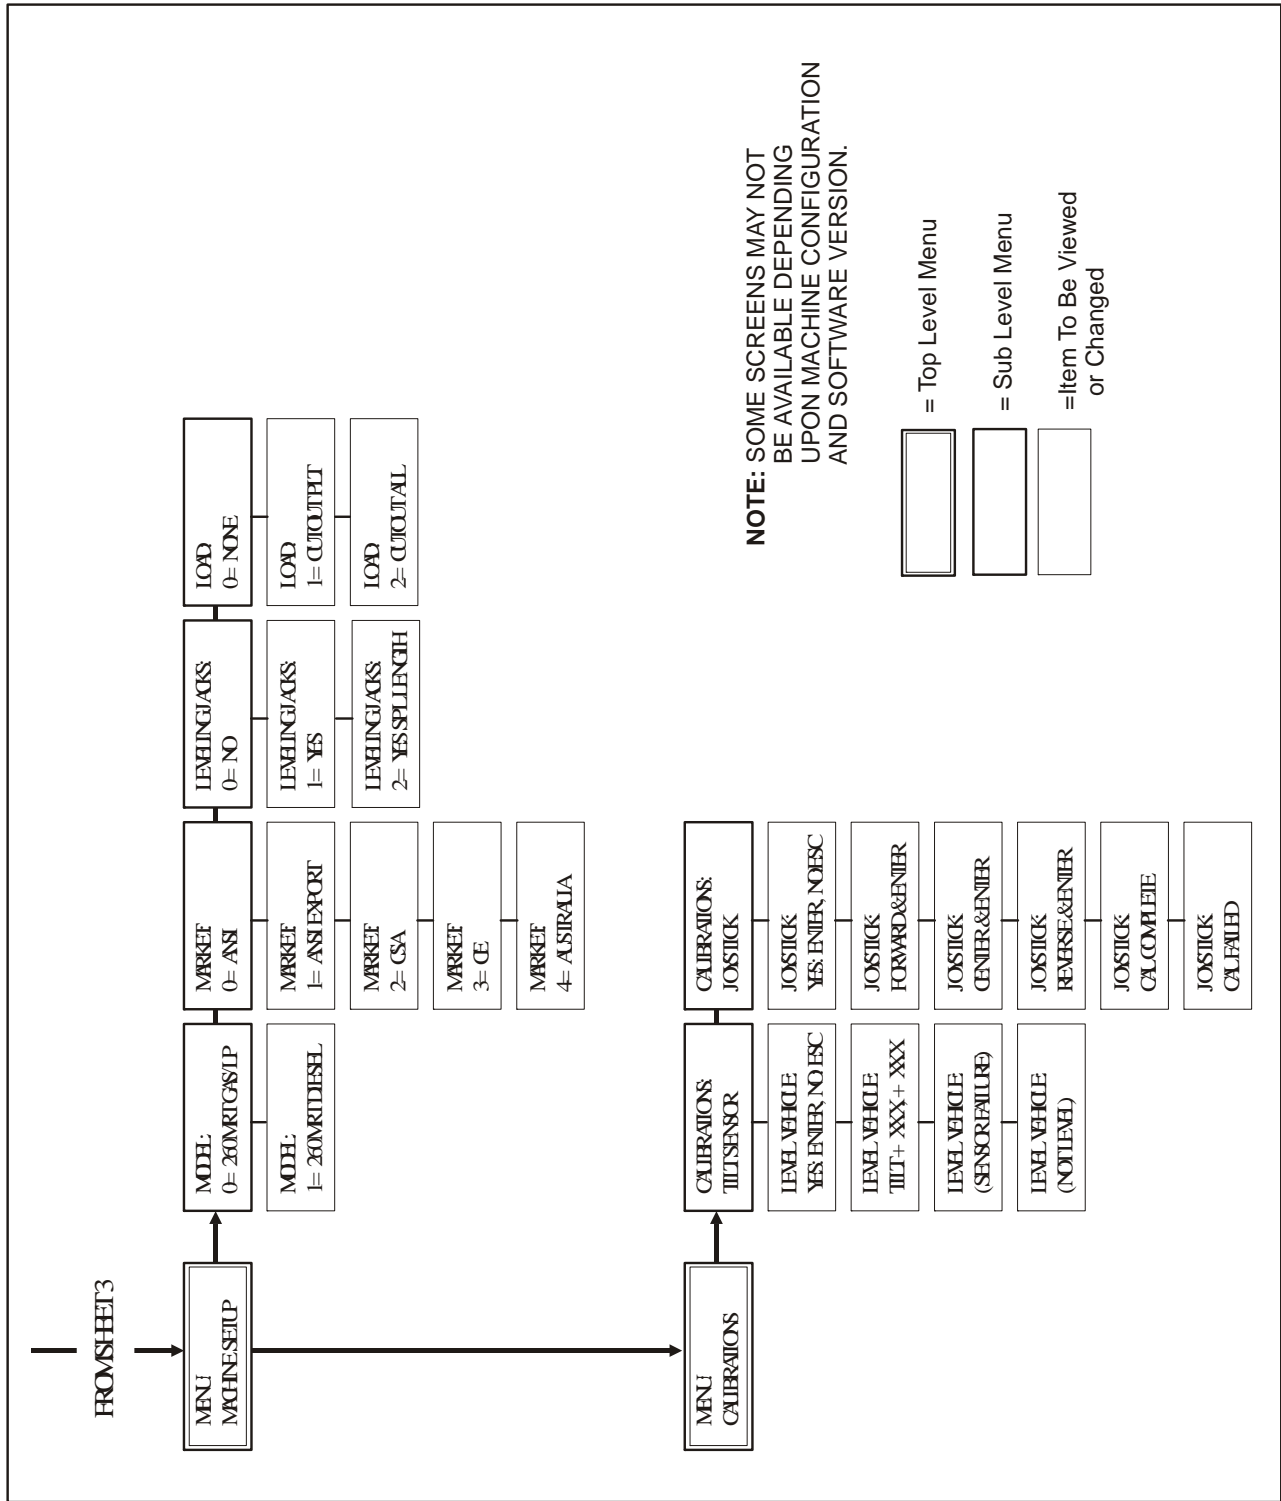 FROM SHEET 3
MENU:
MACHINE SETUP
MODEL:
0= 260MRT GAS/LP
MODEL:
1= 260MRT DIESEL
MARKET:
0= ANSI
MARKET:
1= ANSI EXPORT
MARKET:
2= CSA
MARKET:
3= CE
MARKET:
4= AUSTRALIA
LEVELING JACKS:
0= NO
LEVELING JACKS:
1= YES
LEVELING JACKS:
2= YES SPL LENGTH
LOAD:
0= NONE
LOAD:
1= CUTOUT PLT
LOAD:
2= CUTOUT ALL
MENU:
CALIBRATIONS
CALIBRATIONS:
TILT SENSOR
LEVEL VEHICLE:
YES: ENTER, NO:ESC
LEVEL VEHICLE:
TILT + XXX, + XXX
LEVEL VEHICLE:
(SENSOR FAILURE)
LEVEL VEHICLE:
(NOT LEVEL)
CALIBRATIONS:
JOYSTICK
JOYSTICK:
YES: ENTER, NO:ESC
JOYSTICK:
FORWARD & ENTER
JOYSTICK:
CENTER & ENTER
JOYSTICK:
REVERSE & ENTER
JOYSTICK:
CAL COMPLETE
JOYSTICK:
CAL FAILED
NOTE: SOME SCREENS MAY NOT
BE AVAILABLE DEPENDING
UPON MACHINE CONFIGURATION
AND SOFTWARE VERSION.
= Top Level Menu
= Sub Level Menu
=Item To Be Viewed
or Changed